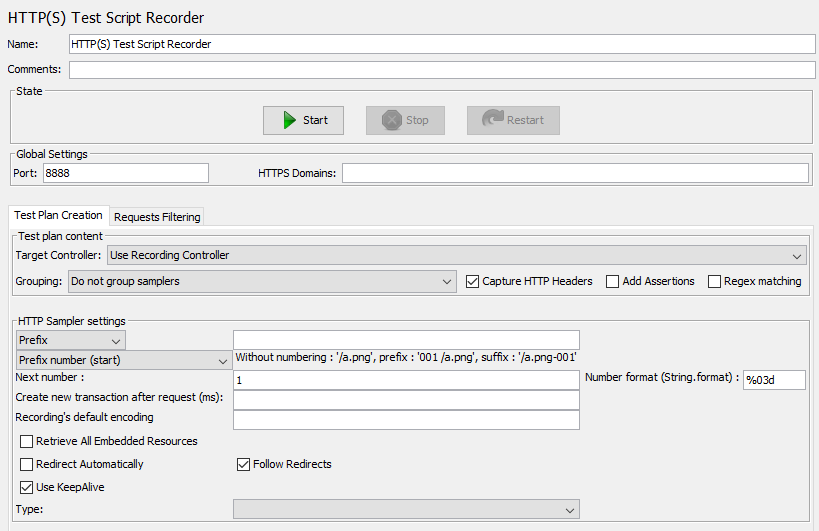 HTTP(S) Test Script Recorder
Name: HTTP(S) Test Script Recorder
Comments:
State
Start Stop Restart
Global Settings
Port: 8888 HTTPS Domains:
Test Plan Creation Requests Filtering
Test plan content
Target Controller: Use Recording Controller
Grouping: Do not group samplers Capture HTTP Headers Add Assertions Regex matching
HTTP Sampler settings
Prefix
Prefix number (start) Without numbering : '/a.png', prefix : '001 /a.png', suffix : '/a.png-001'
Next number : 1 Number format (String.format) : %03d
Create new transaction after request (ms):
Recording's default encoding
Retrieve All Embedded Resources
Redirect Automatically Follow Redirects
Use KeepAlive
Type: